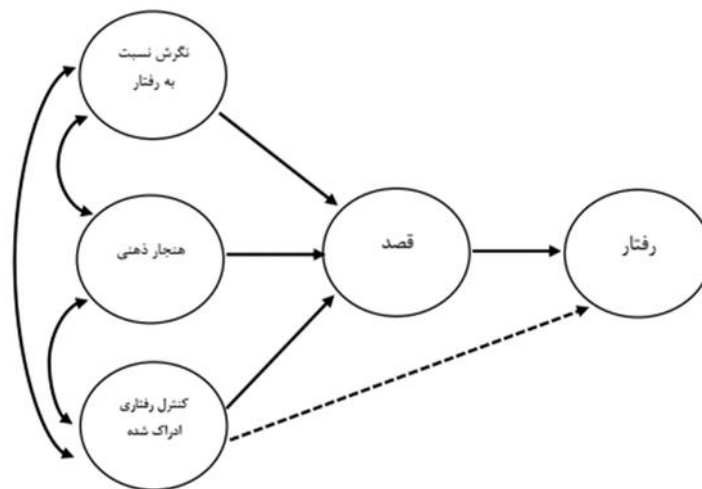 نگرش نسبت
به رفتار
هنجار ذهنی
کنترل رفتاری
ادراک شده
قصد
رفتار